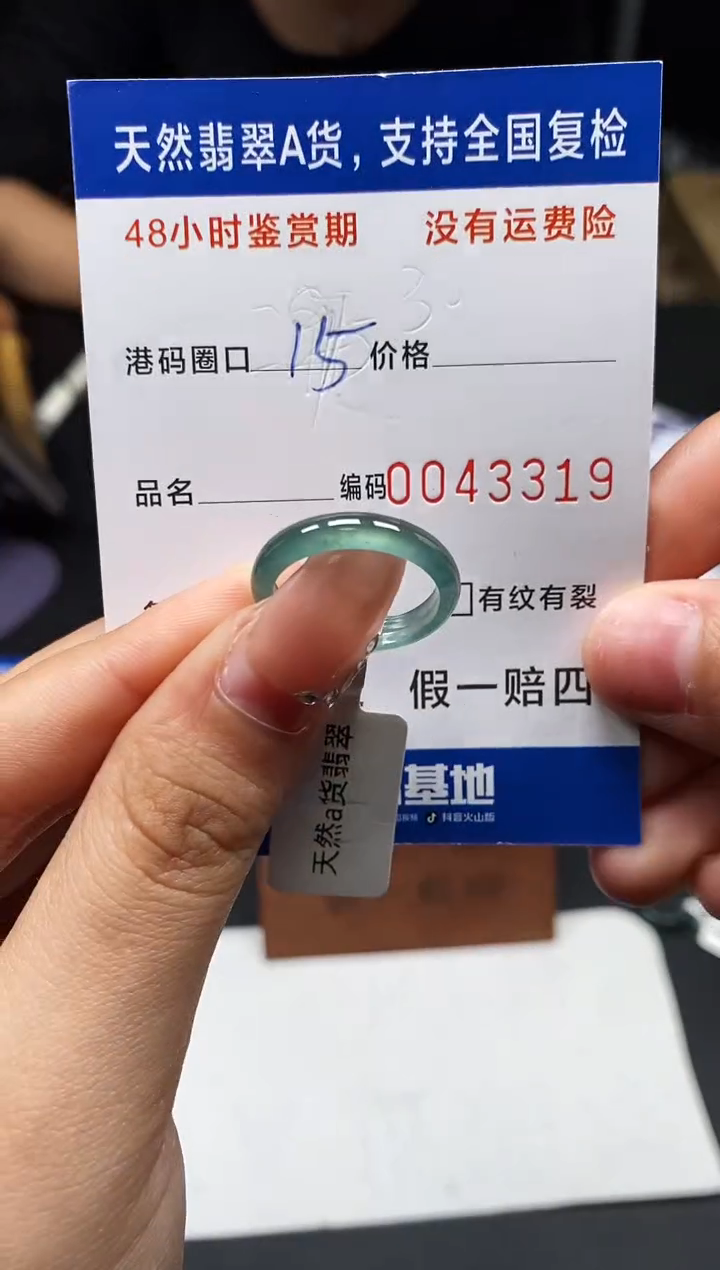 天然翡翠A货，支持全国复检
48小时鉴赏期 没有运费险
港码圈口 15 价格
品名 编码0043319
有纹有裂
假一赔四
基地
抖音火山版
天然a货翡翠